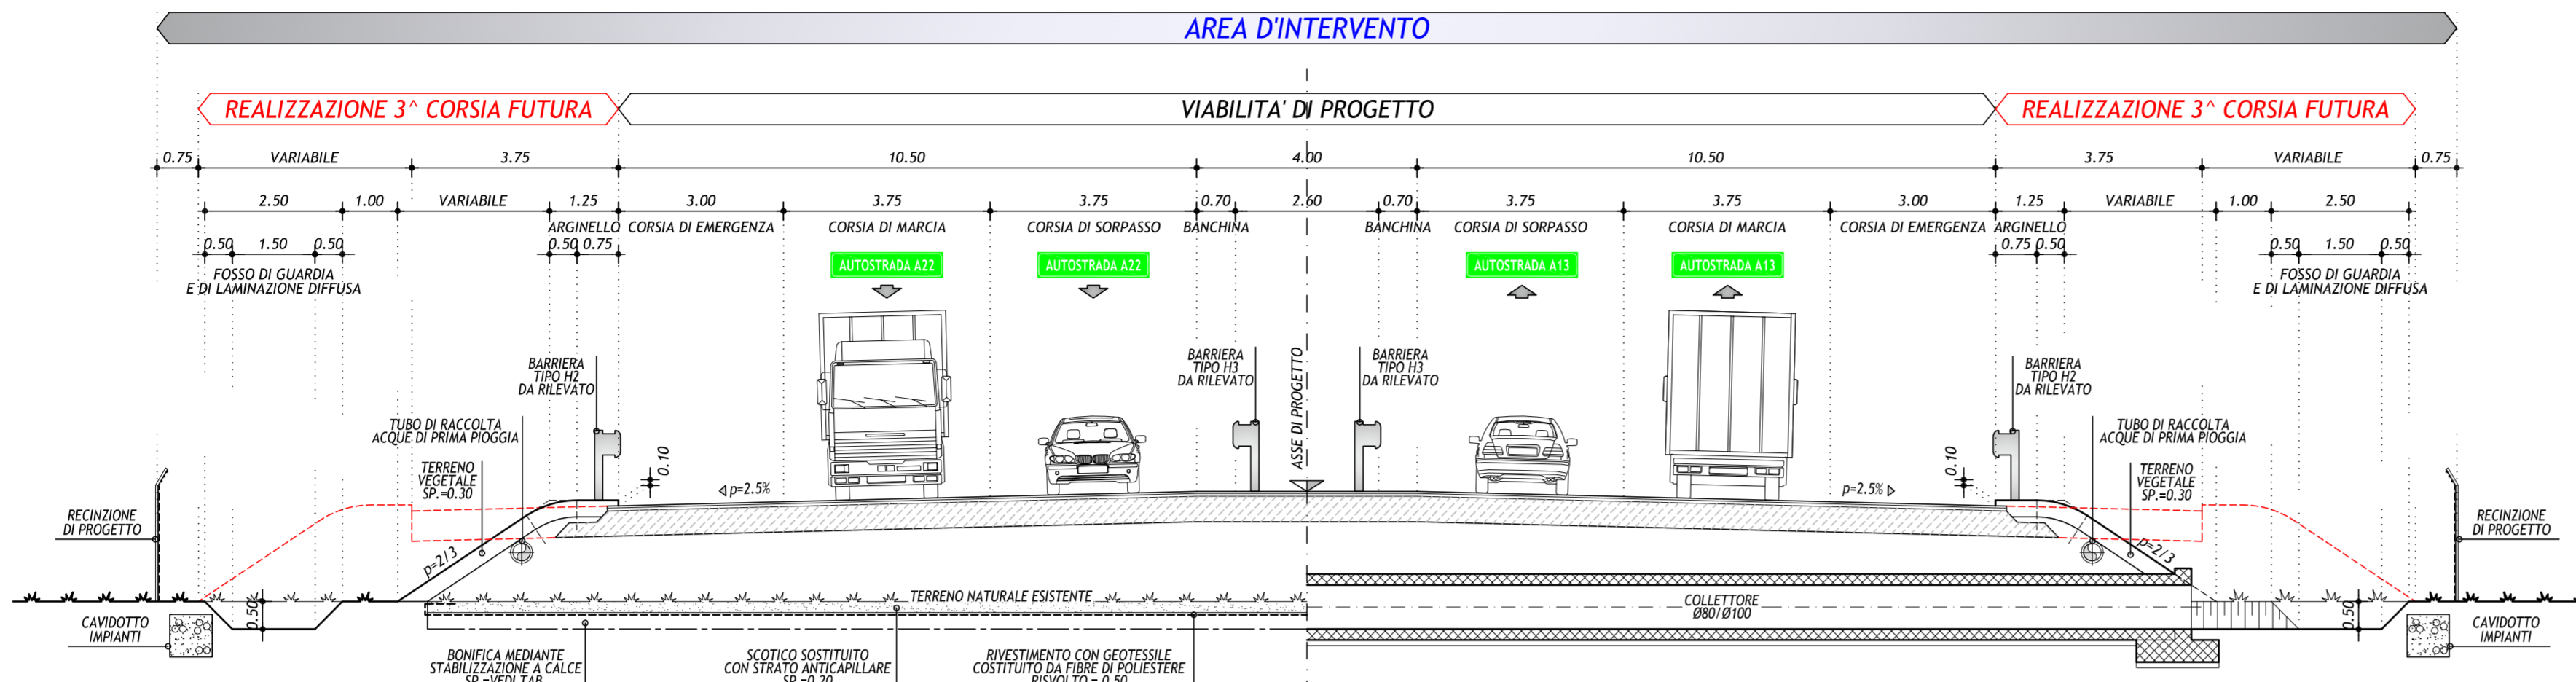 AREA D'INTERVENTO
REALIZZAZIONE 3^ CORSIA FUTURA
VIABILITA' DI PROGETTO
REALIZZAZIONE 3^ CORSIA FUTURA
0.75 VARIABILE 3.75 10.50 4.00 10.50 3.75 VARIABILE 0.75
2.50 1.00 VARIABILE 1.25 3.00 3.75 3.75 0.70 2.60 0.70 3.75 3.75 3.00 1.25 VARIABILE 1.00 2.50
ARGINELLO CORSIA DI EMERGENZA CORSIA DI MARCIA CORSIA DI SORPASSO BANCHINA BANCHINA CORSIA DI SORPASSO CORSIA DI MARCIA CORSIA DI EMERGENZA ARGINELLO
0.50 1.50 0.50 0.50 0.75 0.75 0.50 0.50 1.50 0.50
FOSSO DI GUARDIA
E DI LAMINAZIONE DIFFUSA
AUTOSTRADA A22
AUTOSTRADA A22
AUTOSTRADA A13
AUTOSTRADA A13
FOSSO DI GUARDIA
E DI LAMINAZIONE DIFFUSA
BARRIERA
TIPO H2
DA RILEVATO
BARRIERA
TIPO H3
DA RILEVATO
ASSE DI PROGETTO
BARRIERA
TIPO H3
DA RILEVATO
BARRIERA
TIPO H2
DA RILEVATO
TUBO DI RACCOLTA
ACQUE DI PRIMA PIOGGIA
TUBO DI RACCOLTA
ACQUE DI PRIMA PIOGGIA
TERRENO
VEGETALE
SP.=0.30
0.10
p=2.5%
p=2.5%
0.10
TERRENO
VEGETALE
SP.=0.30
RECINZIONE
DI PROGETTO
p=2/3
p=2/3
RECINZIONE
DI PROGETTO
0.50
TERRENO NATURALE ESISTENTE
COLLETTORE
Ø80/Ø100
0.50
CAVIDOTTO
IMPIANTI
CAVIDOTTO
IMPIANTI
BONIFICA MEDIANTE
STABILIZZAZIONE A CALCE
SP.=VEDI TAB.
SCOTICO SOSTITUITO
CON STRATO ANTICAPILLARE
SP.=0.20
RIVESTIMENTO CON GEOTESSILE
COSTITUITO DA FIBRE DI POLIESTERE
RISVOLTO = 0.50